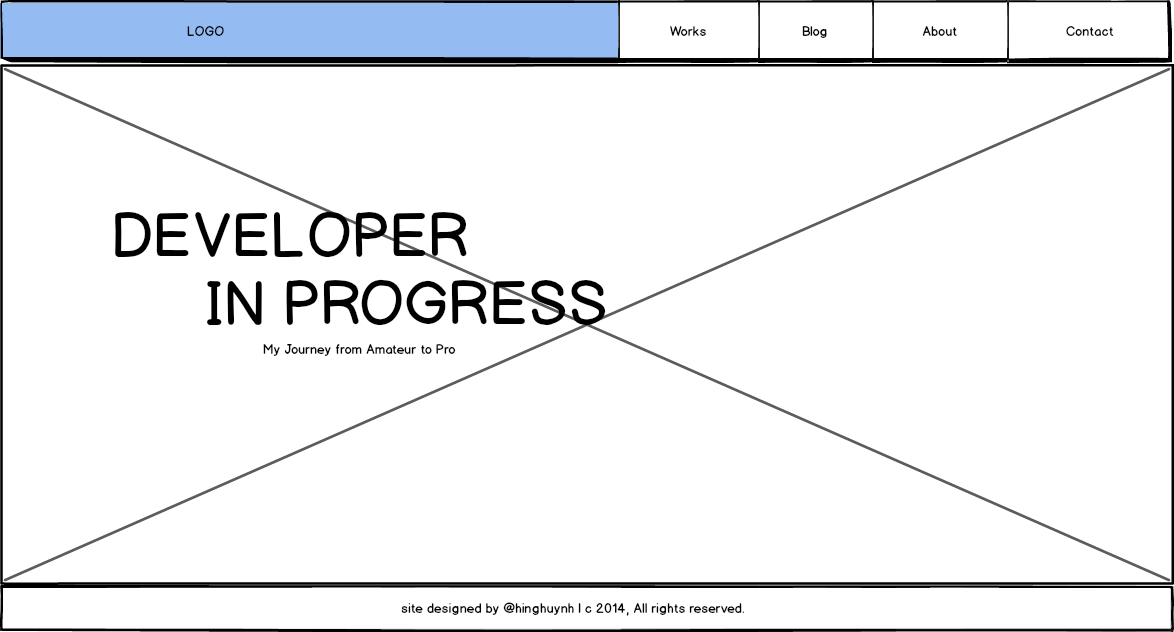 LOGO Works Blog About Contact
DEVELOPER
IN PROGRESS
My Journey from Amateur to Pro
site designed by @hinghuynh | c 2014, All rights reserved.